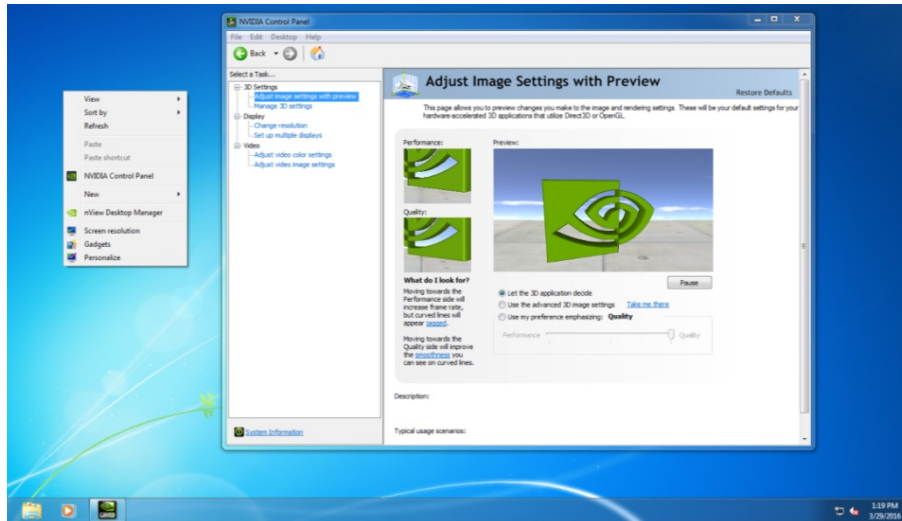 NVIDIA Control Panel
File Edit Desktop Help
Back
Select a Task...
3D Settings
Adjust image settings with preview
Manage 3D settings
Display
Change resolution
Set up multiple displays
Video
Adjust video color settings
Adjust video image settings
System Information
View
Sort by
Refresh
Paste
Paste shortcut
NVIDIA Control Panel
New
nView Desktop Manager
Screen resolution
Gadgets
Personalize
Adjust Image Settings with Preview
Restore Defaults
This page allows you to preview changes you make to the image and rendering settings. These will be your default settings for your
hardware-accelerated 3D applications that utilize Direct3D or OpenGL.
Performance:
Preview:
Quality:
What do I look for?
Moving towards the
Performance side will
increase frame rate,
but curved lines will
appear jagged.
Moving towards the
Quality side will improve
the smoothness you
can see on curved lines.
Pause
Let the 3D application decide
Use the advanced 3D image settings Take me there
Use my preference emphasizing: Quality
Performance Quality
Description:
Typical usage scenarios:
1:19 PM
3/29/2016